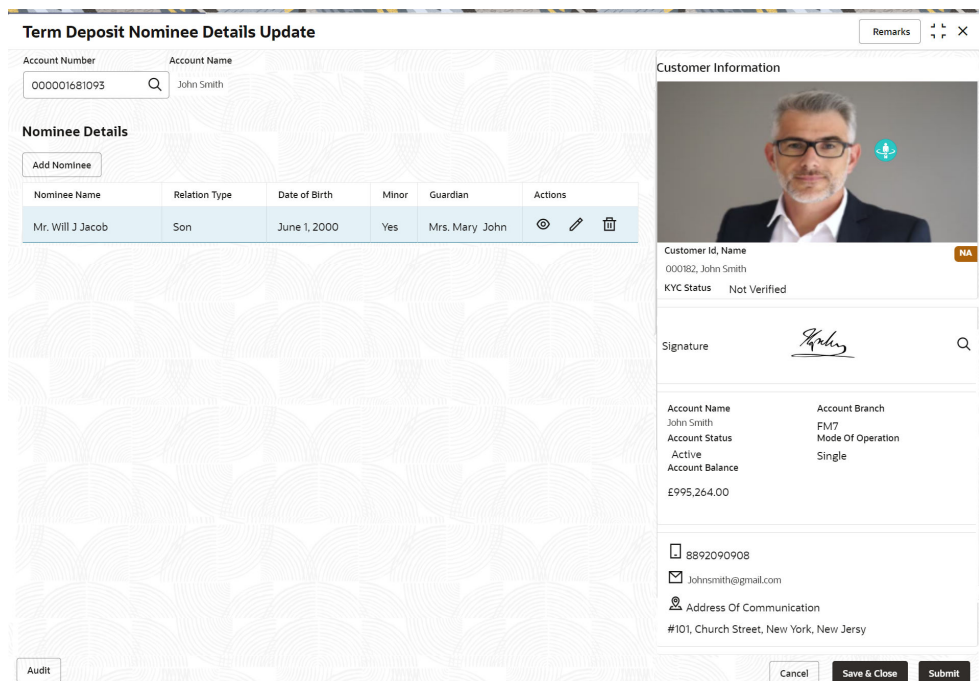 Term Deposit Nominee Details Update
Remarks
Account Number Account Name
000001681093 John Smith
Nominee Details
Add Nominee
Nominee Name Relation Type Date of Birth Minor Guardian Actions
Mr. Will J Jacob Son June 1, 2000 Yes Mrs. Mary John
Customer Information
Customer Id, Name
NA
000182, John Smith
KYC Status Not Verified
Signature
Account Name Account Branch
John Smith FM7
Account Status Mode Of Operation
Active Single
Account Balance
£995,264.00
8892090908
Johnsmith@gmail.com
Address Of Communication
#101, Church Street, New York, New Jersy
Audit
Cancel Save & Close Submit